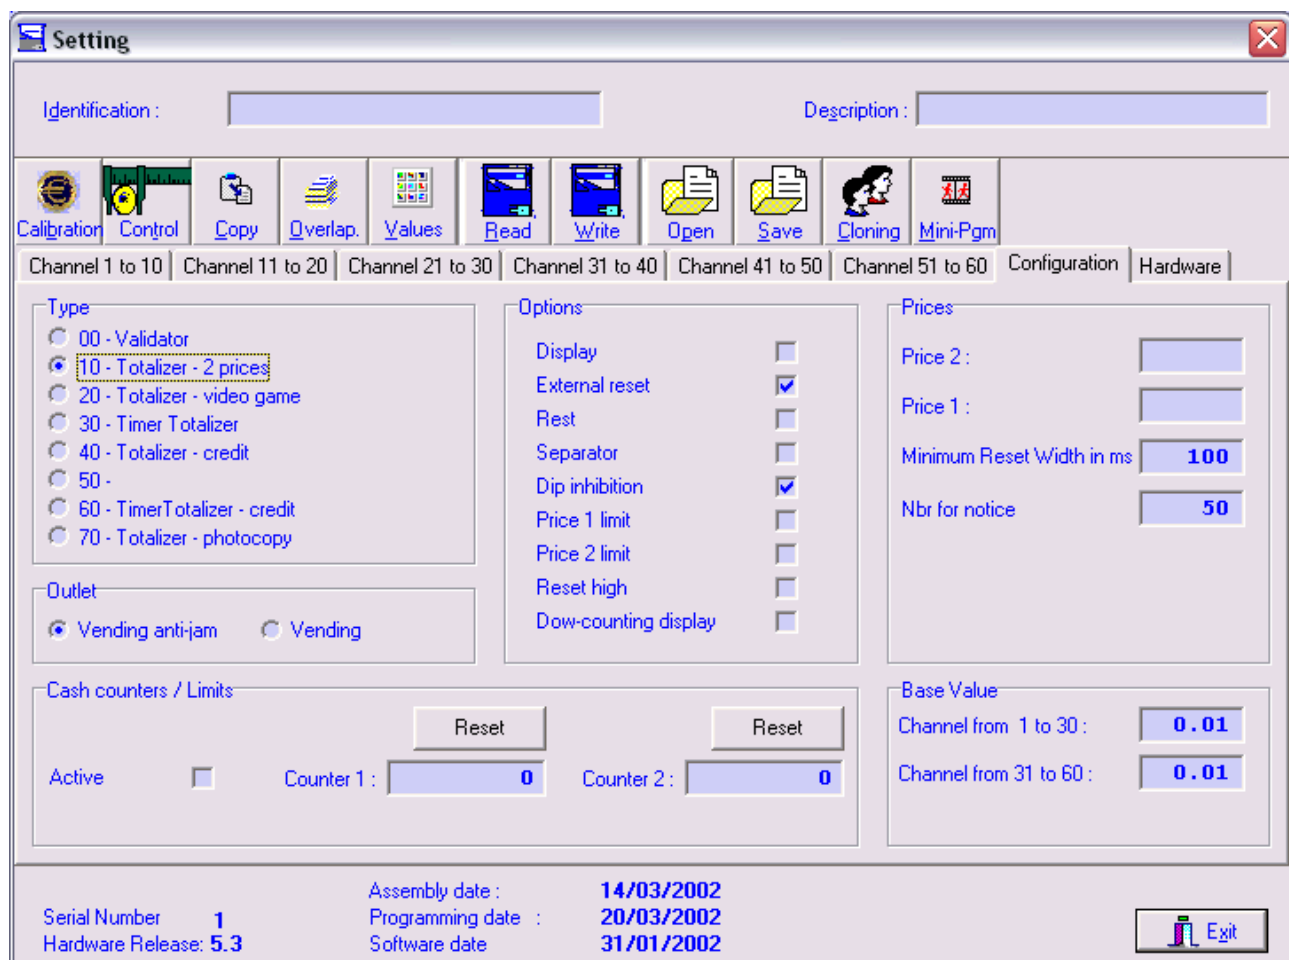 Setting
Identification : Description :
Calibration Control Copy Overlap. Values Read Write Open Save Cloning Mini-Pgm
Channel 1 to 10 Channel 11 to 20 Channel 21 to 30 Channel 31 to 40 Channel 41 to 50 Channel 51 to 60 Configuration Hardware
Type
00 - Validator
10 - Totalizer - 2 prices
20 - Totalizer - video game
30 - Timer Totalizer
40 - Totalizer - credit
50 -
60 - TimerTotalizer - credit
70 - Totalizer - photocopy
Outlet
Vending anti-jam Vending
Options
Display
External reset
Rest
Separator
Dip inhibition
Price 1 limit
Price 2 limit
Reset high
Dow-counting display
Prices
Price 2 :
Price 1 :
Minimum Reset Width in ms 100
Nbr for notice 50
Cash counters / Limits
Reset Reset
Active Counter 1 : 0 Counter 2 : 0
Base Value
Channel from 1 to 30 : 0.01
Channel from 31 to 60 : 0.01
Serial Number 1
Hardware Release: 5.3
Assembly date : 14/03/2002
Programming date : 20/03/2002
Software date 31/01/2002
Exit